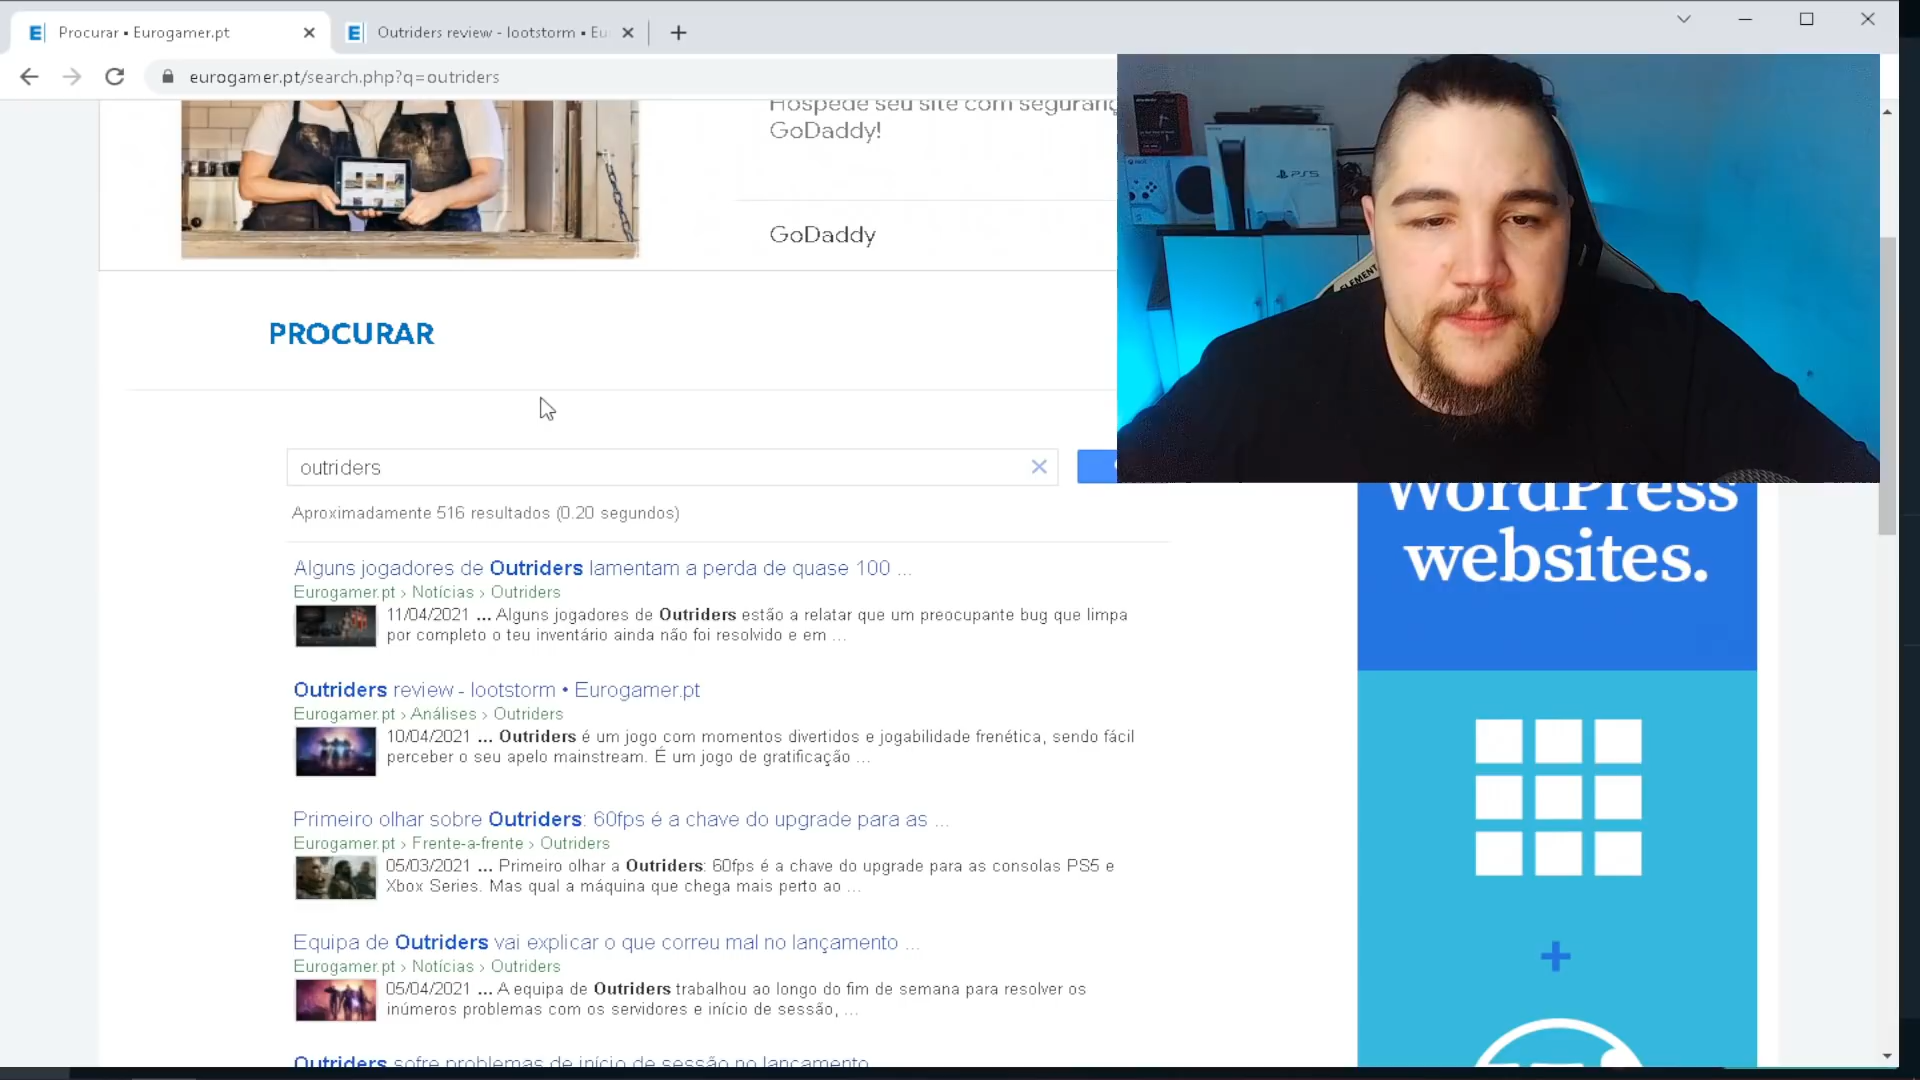 Procurar • Eurogamer.pt
Outriders review - lootstorm • Eu
eurogamer.pt/search.php?q=outriders
Hospede seu site com seguranç
GoDaddy!
GoDaddy
PS5
ELEMENT
PROCURAR
outriders
Aproximadamente 516 resultados (0.20 segundos)
Alguns jogadores de Outriders lamentam a perda de quase 100 ...
Eurogamer.pt › Notícias › Outriders
11/04/2021 ... Alguns jogadores de Outriders estão a relatar que um preocupante bug que limpa
por completo o teu inventário ainda não foi resolvido e em ...
Outriders review - lootstorm • Eurogamer.pt
Eurogamer.pt › Análises › Outriders
10/04/2021 ... Outriders é um jogo com momentos divertidos e jogabilidade frenética, sendo fácil
perceber o seu apelo mainstream. É um jogo de gratificação ...
Primeiro olhar sobre Outriders: 60fps é a chave do upgrade para as ...
Eurogamer.pt › Frente-a-frente › Outriders
05/03/2021 ... Primeiro olhar a Outriders: 60fps é a chave do upgrade para as consolas PS5 e
Xbox Series. Mas qual a máquina que chega mais perto ao ...
Equipa de Outriders vai explicar o que correu mal no lançamento ...
Eurogamer.pt › Notícias › Outriders
05/04/2021 ... A equipa de Outriders trabalhou ao longo do fim de semana para resolver os
inúmeros problemas com os servidores e início de sessão, ...
Outriders sofre problemas de início de sessão no lançamento
WordPress
websites.